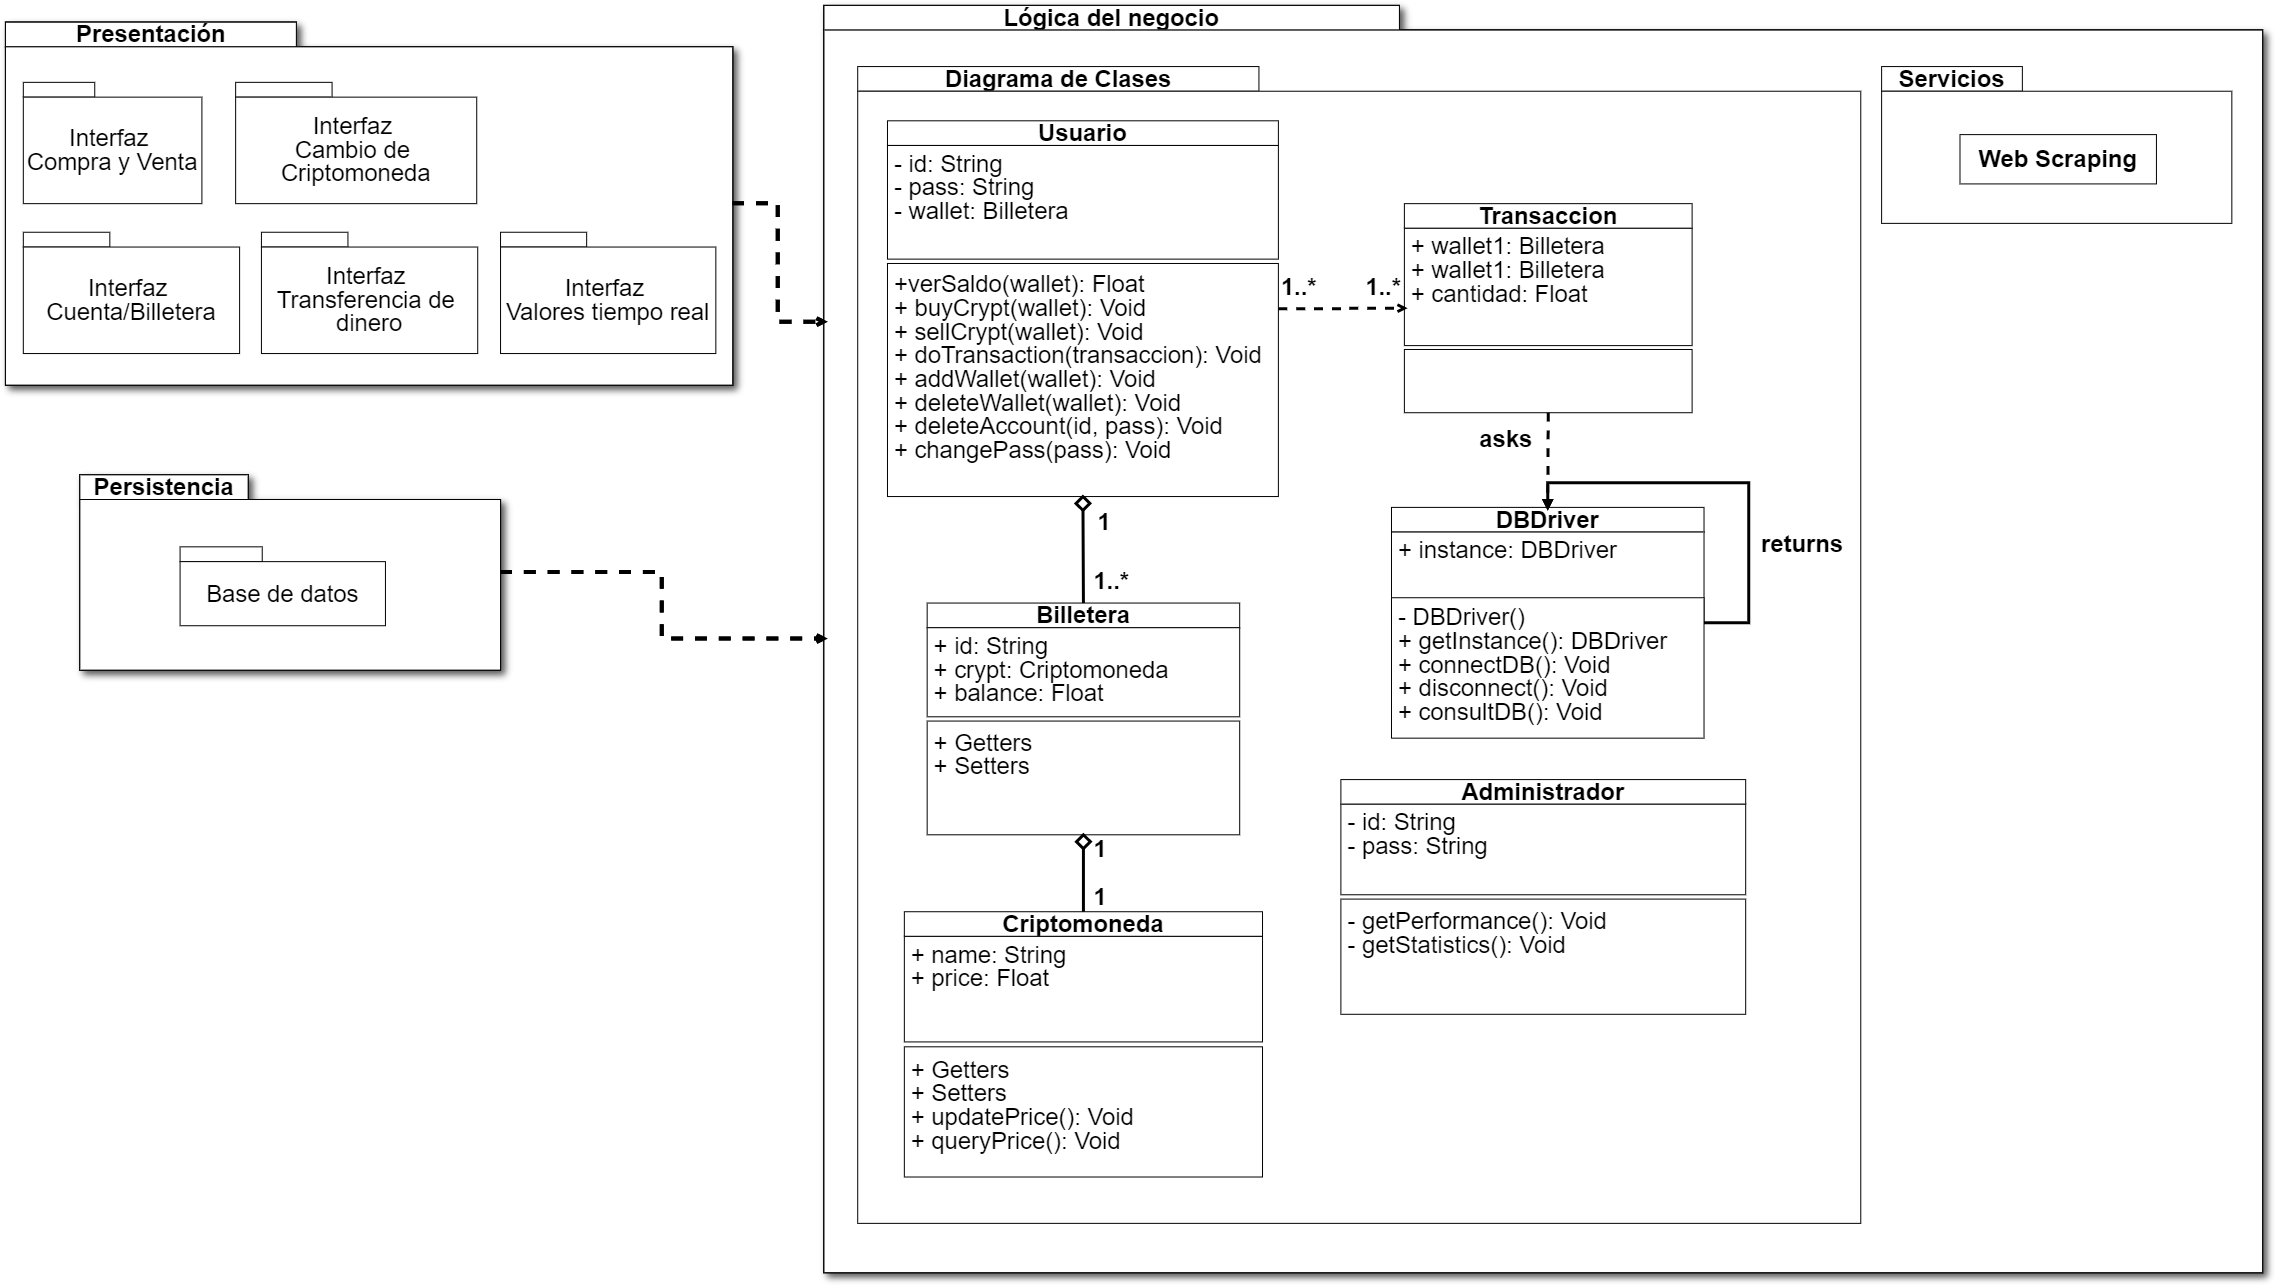 Presentación
Interfaz
Compra y Venta
Interfaz
Cambio de
Criptomoneda
Interfaz
Cuenta/Billetera
Interfaz
Transferencia de
dinero
Interfaz
Valores tiempo real
Persistencia
Base de datos
Lógica del negocio
Diagrama de Clases
Usuario
- id: String
- pass: String
- wallet: Billetera
+verSaldo(wallet): Float
+ buyCrypt(wallet): Void
+ sellCrypt(wallet): Void
+ doTransaction(transaccion): Void
+ addWallet(wallet): Void
+ deleteWallet(wallet): Void
+ deleteAccount(id, pass): Void
+ changePass(pass): Void
1..*
1..*
Transaccion
+ wallet1: Billetera
+ wallet1: Billetera
+ cantidad: Float
asks
DBDriver
+ instance: DBDriver
- DBDriver()
+ getInstance(): DBDriver
+ connectDB(): Void
+ disconnect(): Void
+ consultDB(): Void
returns
1
1..*
Billetera
+ id: String
+ crypt: Criptomoneda
+ balance: Float
+ Getters
+ Setters
1
1
Criptomoneda
+ name: String
+ price: Float
+ Getters
+ Setters
+ updatePrice(): Void
+ queryPrice(): Void
Administrador
- id: String
- pass: String
- getPerformance(): Void
- getStatistics(): Void
Servicios
Web Scraping